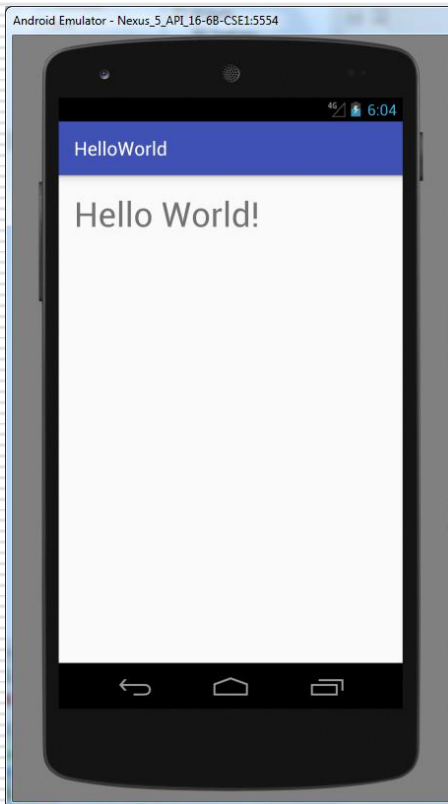 Android Emulator - Nexus_5_API_16-6B-CSE1:5554
4G 6:04
HelloWorld
Hello World!